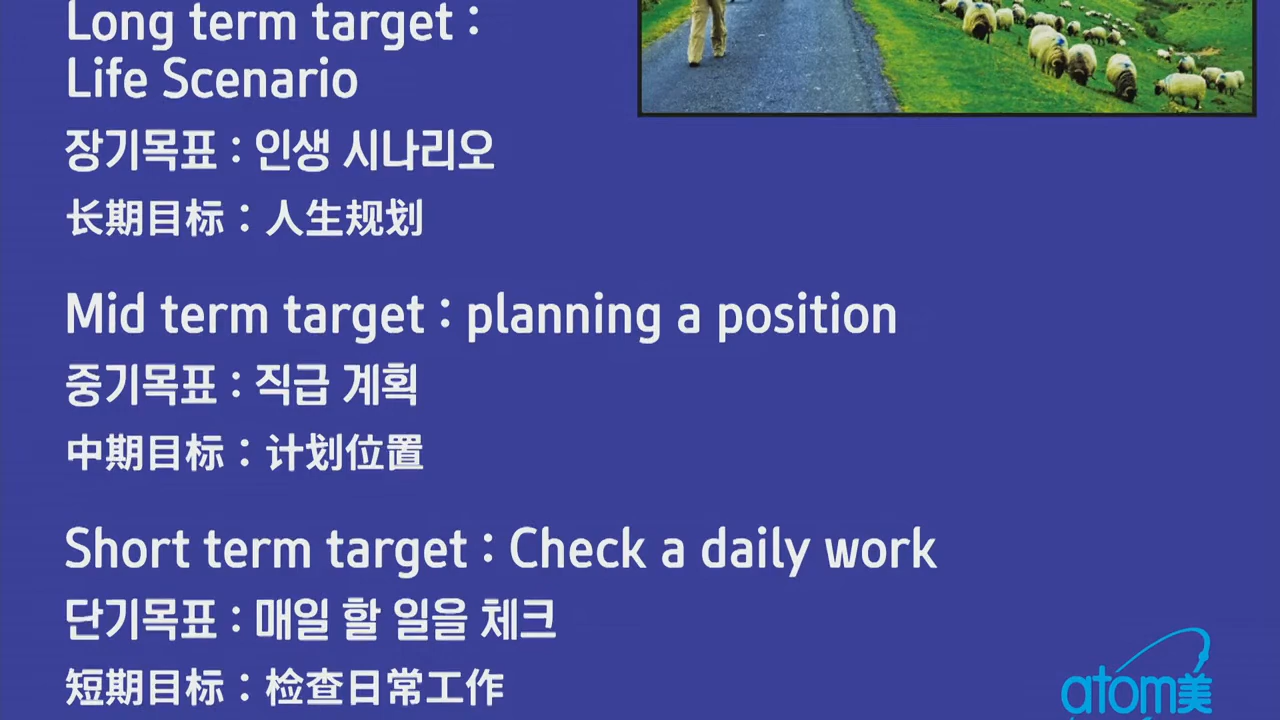 Long term target :
Life Scenario
장기목표 : 인생 시나리오
长期目标：人生规划
Mid term target : planning a position
중기목표 : 직급 계획
中期目标：计划位置
Short term target : Check a daily work
단기목표 : 매일 할 일을 체크
短期目标：检查日常工作
atom美